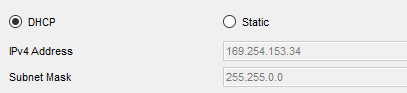 DHCP Static
IPv4 Address 169.254.153.34
Subnet Mask 255.255.0.0